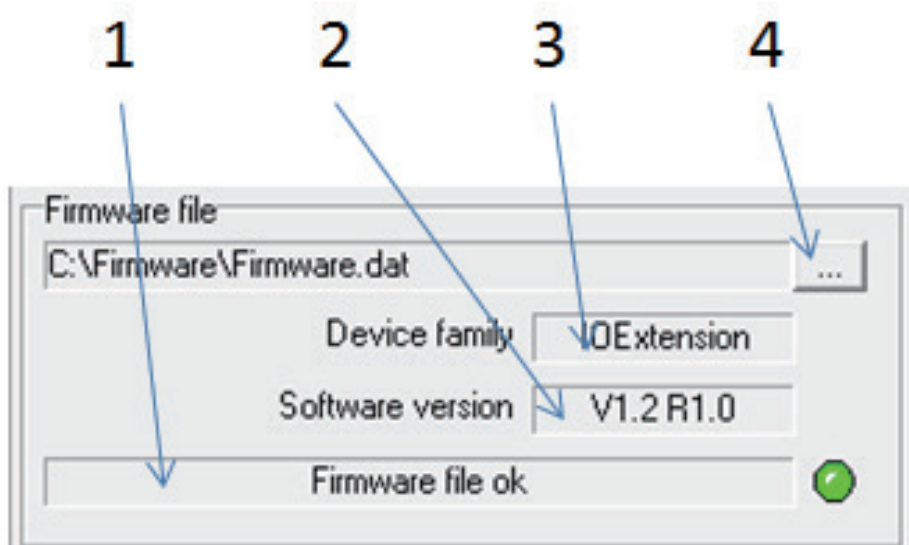 1 2 3 4
Firmware file
C:\Firmware\Firmware.dat ...
Device family IOExtension
Software version V1.2 R1.0
Firmware file ok